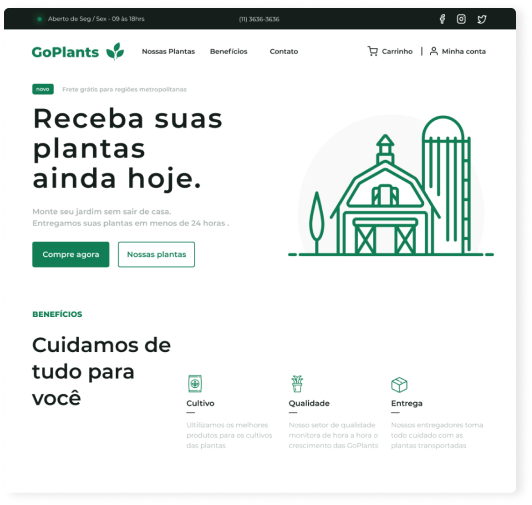 Aberto de Seg / Sex - 09 às 18hrs
(11) 3636-3636
GoPlants
Nossas Plantas
Benefícios
Contato
Carrinho
Minha conta
novo
Frete grátis para regiões metropolitanas
Receba suas
plantas
ainda hoje.
Monte seu jardim sem sair de casa.
Entregamos suas plantas em menos de 24 horas .
Compre agora
Nossas plantas
BENEFÍCIOS
Cuidamos de
tudo para
você
Cultivo
Ultilizamos os melhores
produtos para os cultivos
das plantas
Qualidade
Nosso setor de qualidade
monitora de hora a hora o
crescimento das GoPlants
Entrega
Nossos entregadores toma
todo cuidado com as
plantas transportadas